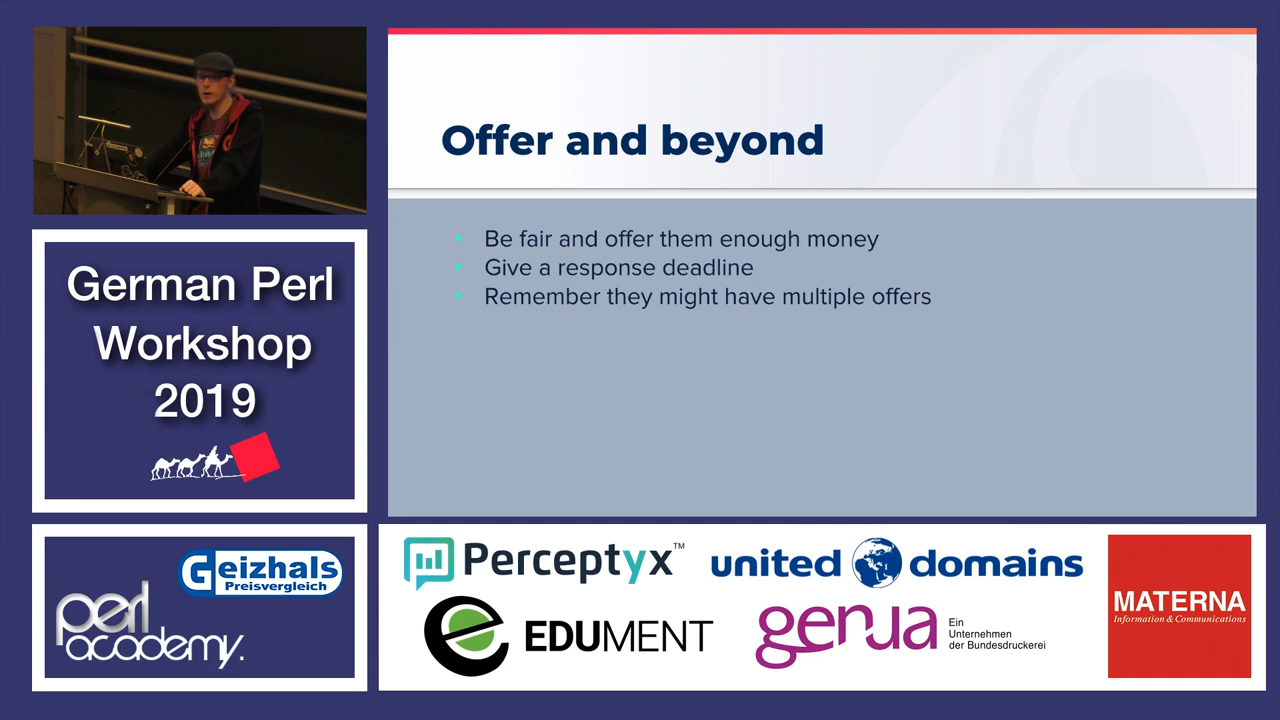 Offer and beyond
Be fair and offer them enough money
Give a response deadline
Remember they might have multiple offers
German Perl
Workshop
2019
Geizhals
Preisvergleich
perl
academy.
Perceptyx™
united domains
EDUMENT
genua
Ein
Unternehmen
der Bundesdruckerei
MATERNA
Information & Communications